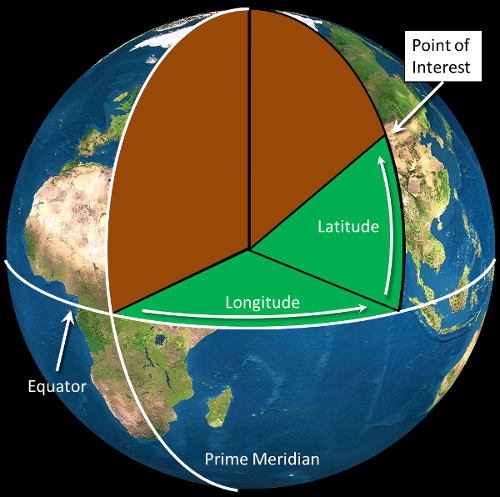 Point of
Interest
Latitude
Longitude
Equator
Prime Meridian